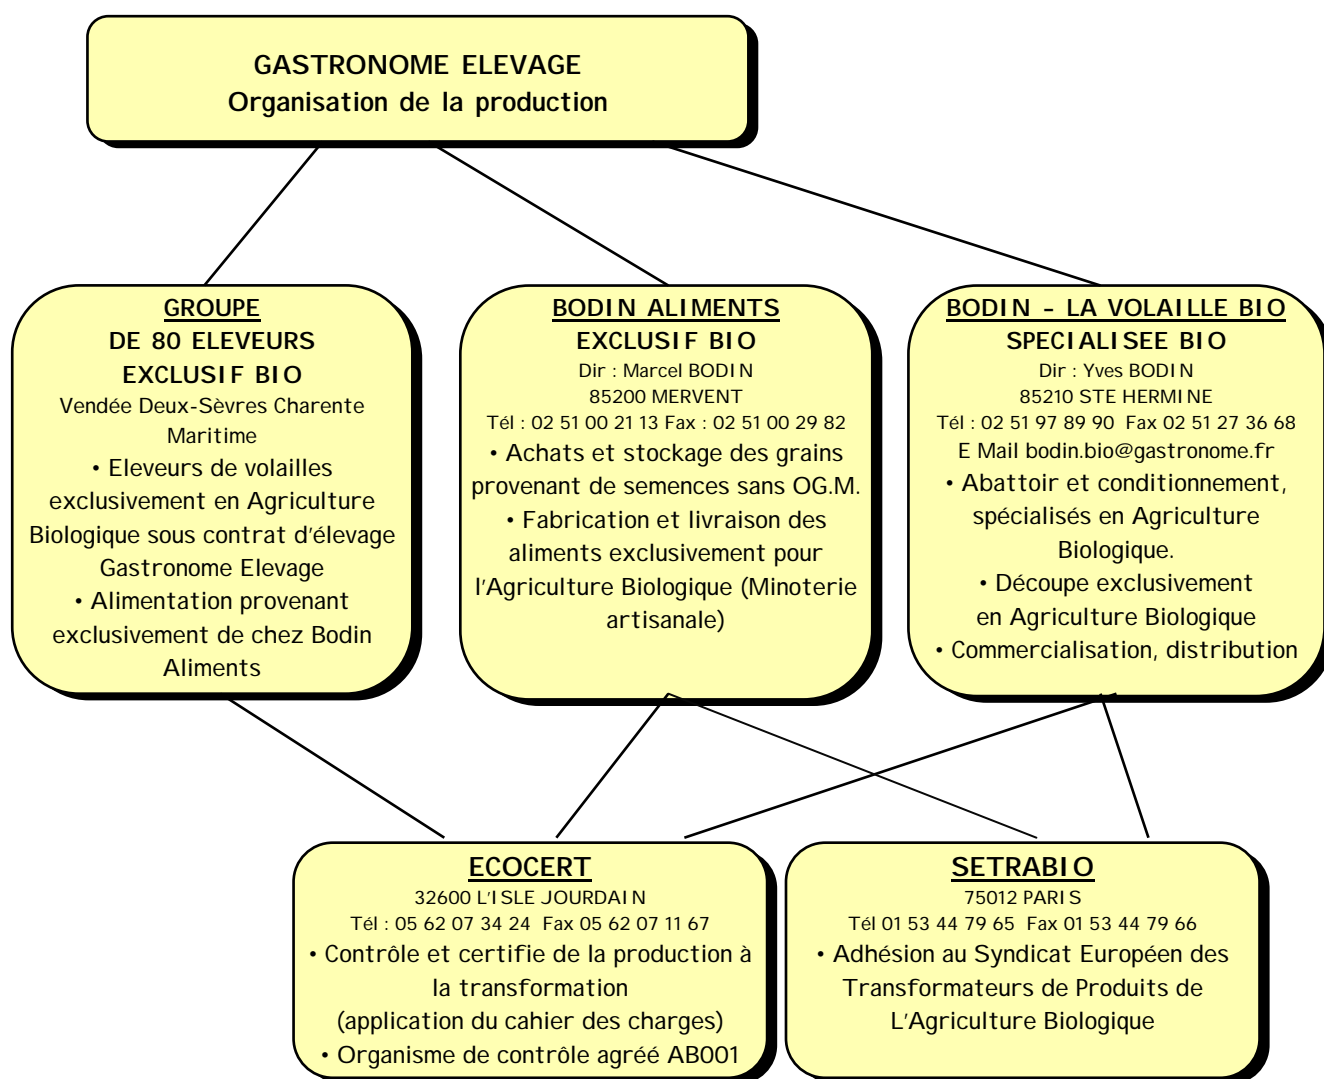 GASTRONOME ELEVAGE
Organisation de la production
GROUPE
DE 80 ELEVEURS
EXCLUSIF BIO
Vendée Deux-Sèvres Charente
Maritime
• Eleveurs de volailles
exclusivement en Agriculture
Biologique sous contrat d'élevage
Gastronome Elevage
• Alimentation provenant
exclusivement de chez Bodin
Aliments
BODIN ALIMENTS
EXCLUSIF BIO
Dir : Marcel BODIN
85200 MERVENT
Tél : 02 51 00 21 13 Fax : 02 51 00 29 82
• Achats et stockage des grains
provenant de semences sans OG.M.
• Fabrication et livraison des
aliments exclusivement pour
l'Agriculture Biologique (Minoterie
artisanale)
BODIN - LA VOLAILLE BIO
SPECIALISEE BIO
Dir : Yves BODIN
85210 STE HERMINE
Tél : 02 51 97 89 90 Fax 02 51 27 36 68
E Mail bodin.bio@gastronome.fr
• Abattoir et conditionnement,
spécialisés en Agriculture
Biologique.
• Découpe exclusivement
en Agriculture Biologique
• Commercialisation, distribution
ECOCERT
32600 L'ISLE JOURDAIN
Tél : 05 62 07 34 24 Fax 05 62 07 11 67
• Contrôle et certifie de la production à
la transformation
(application du cahier des charges)
• Organisme de contrôle agréé AB001
SETRABIO
75012 PARIS
Tél 01 53 44 79 65 Fax 01 53 44 79 66
• Adhésion au Syndicat Européen des
Transformateurs de Produits de
L'Agriculture Biologique